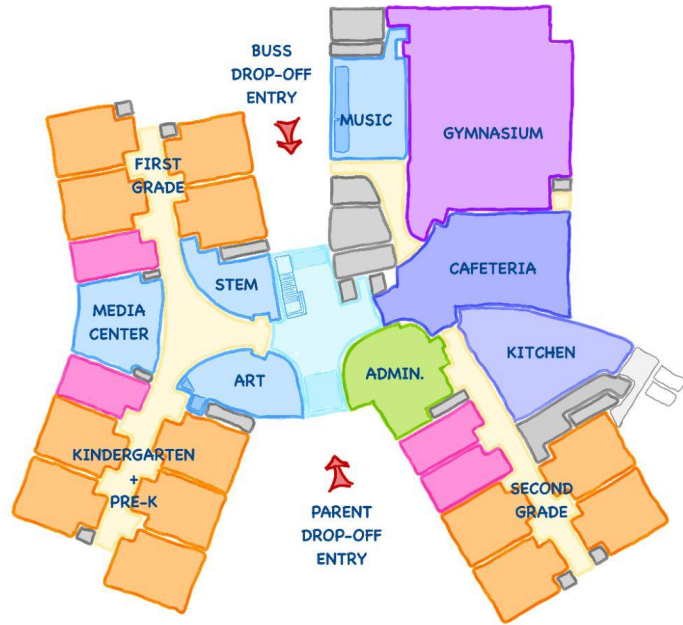 BUSS
DROP-OFF
ENTRY
MUSIC
GYMNASIUM
FIRST
GRADE
STEM
CAFETERIA
MEDIA
CENTER
ART
ADMIN.
KITCHEN
KINDERGARTEN
+
PRE-K
SECOND
GRADE
PARENT
DROP-OFF
ENTRY